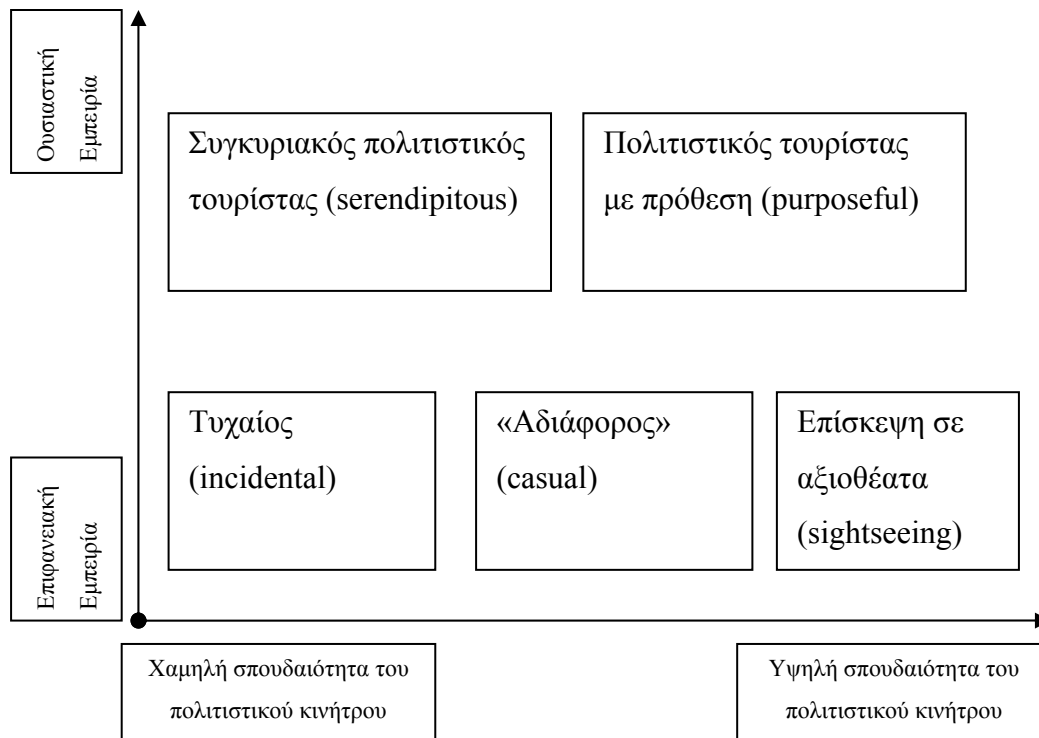 Ουσιαστική
Εμπειρία
Συγκυριακός πολιτιστικός
τουρίστας (serendipitous)
Πολιτιστικός τουρίστας
με πρόθεση (purposeful)
Τυχαίος
(incidental)
«Αδιάφορος»
(casual)
Επίσκεψη σε
αξιοθέατα
(sightseeing)
Επιφανειακή
Εμπειρία
Χαμηλή σπουδαιότητα του
πολιτιστικού κινήτρου
Υψηλή σπουδαιότητα του
πολιτιστικού κινήτρου